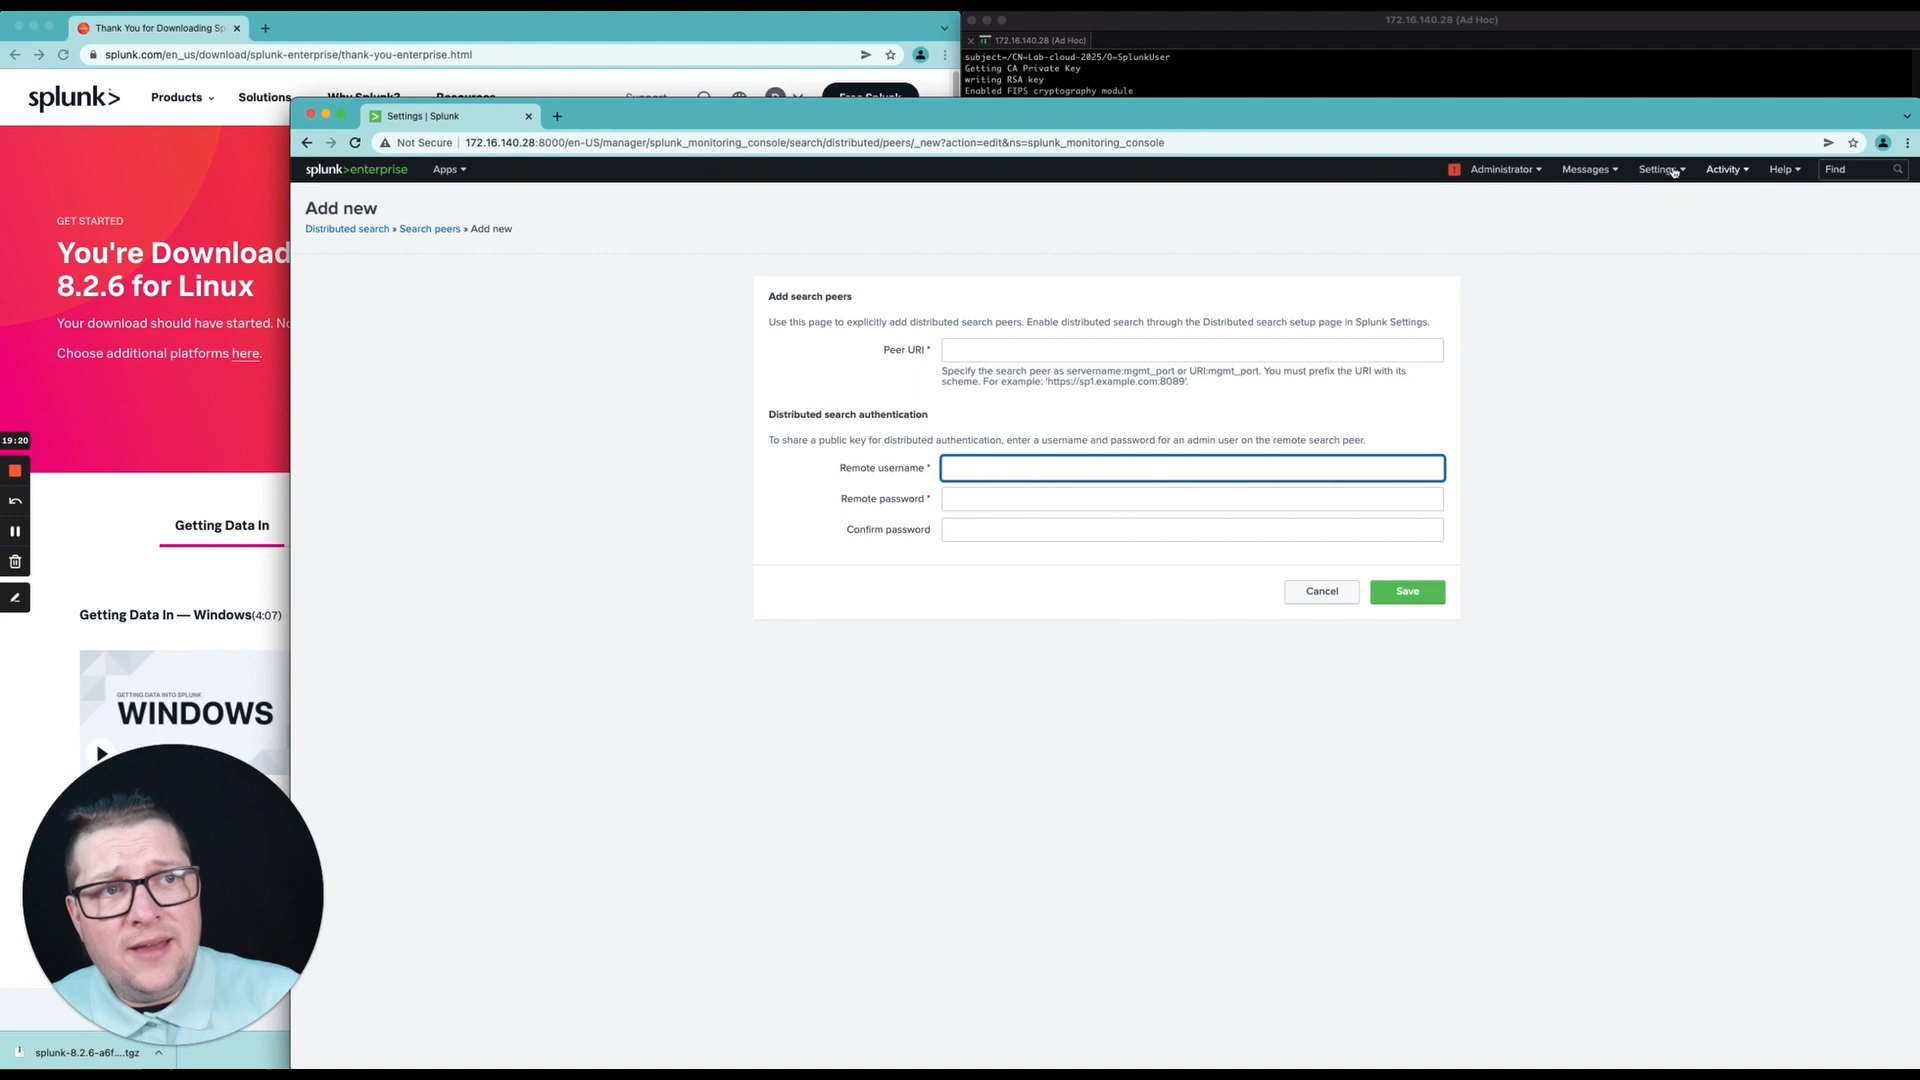 Thank You for Downloading Sp
172.16.140.28 (Ad Hoc)
splunk.com/en_us/download/splunk-enterprise/thank-you-enterprise.html
172.16.140.28 (Ad Hoc)
subject=/CN=Lab-cloud-2025/O=SplunkUser
Getting CA Private Key
writing RSA key
Enabled FIPS cryptography module
splunk>
Products
Solutions
Why Splunk?
Resources
Support
Free Splunk
Settings | Splunk
Not Secure
172.16.140.28:8000/en-US/manager/splunk_monitoring_console/search/distributed/peers/_new?action=edit&ns=splunk_monitoring_console
splunk>enterprise
Apps
Administrator
Messages
Settings
Activity
Help
Find
GET STARTED
You're Download
8.2.6 for Linux
Your download should have started. No
Choose additional platforms here.
Add new
Distributed search » Search peers » Add new
Add search peers
Use this page to explicitly add distributed search peers. Enable distributed search through the Distributed search setup page in Splunk Settings.
Peer URI *
Specify the search peer as servername:mgmt_port or URI:mgmt_port. You must prefix the URI with its
scheme. For example: 'https://sp1.example.com:8089'.
Distributed search authentication
To share a public key for distributed authentication, enter a username and password for an admin user on the remote search peer.
Remote username *
Remote password *
Confirm password
Cancel
Save
19:20
Getting Data In
Getting Data In — Windows(4:07)
GETTING DATA INTO SPLUNK
WINDOWS
splunk-8.2.6-a6f....tgz